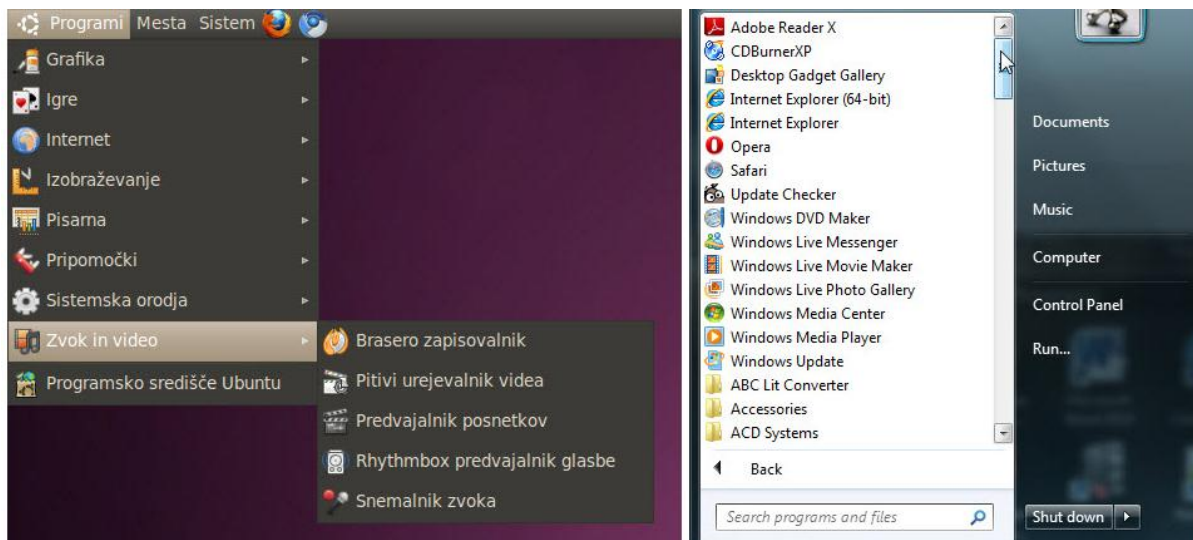 Programi Mesta Sistem
Grafika
Igre
Internet
Izobraževanje
Pisarna
Pripomočki
Sistemska orodja
Zvok in video
Programsko središče Ubuntu
Brasero zapisovalnik
Pitivi urejevalnik videa
Predvajalnik posnetkov
Rhythmbox predvajalnik glasbe
Snemalnik zvoka
Adobe Reader X
CDBurnerXP
Desktop Gadget Gallery
Internet Explorer (64-bit)
Internet Explorer
Opera
Safari
Update Checker
Windows DVD Maker
Windows Live Messenger
Windows Live Movie Maker
Windows Live Photo Gallery
Windows Media Center
Windows Media Player
Windows Update
ABC Lit Converter
Accessories
ACD Systems
Back
Search programs and files
Documents
Pictures
Music
Computer
Control Panel
Run...
Shut down